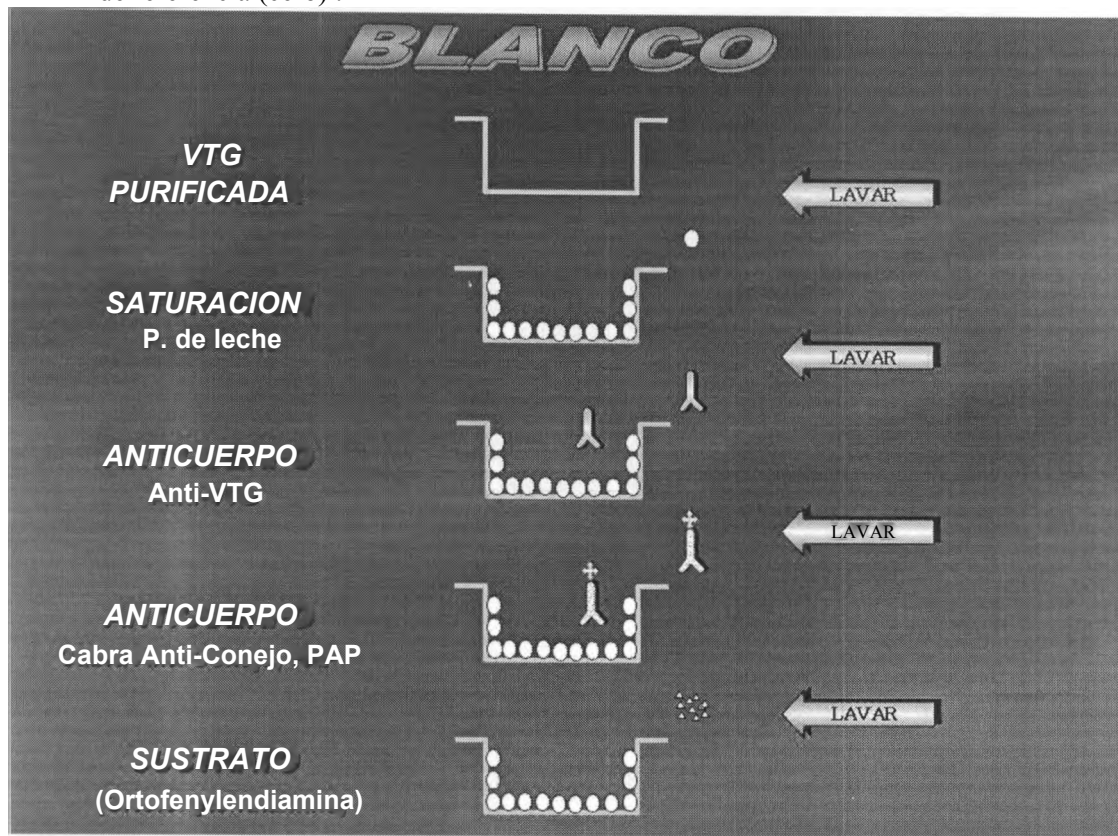 BLANCO
VTG
PURIFICADA
LAVAR
SATURACION
P. de leche
LAVAR
ANTICUERPO
Anti-VTG
LAVAR
ANTICUERPO
Cabra Anti-Conejo, PAP
LAVAR
SUSTRATO
(Ortofenylendiamina)